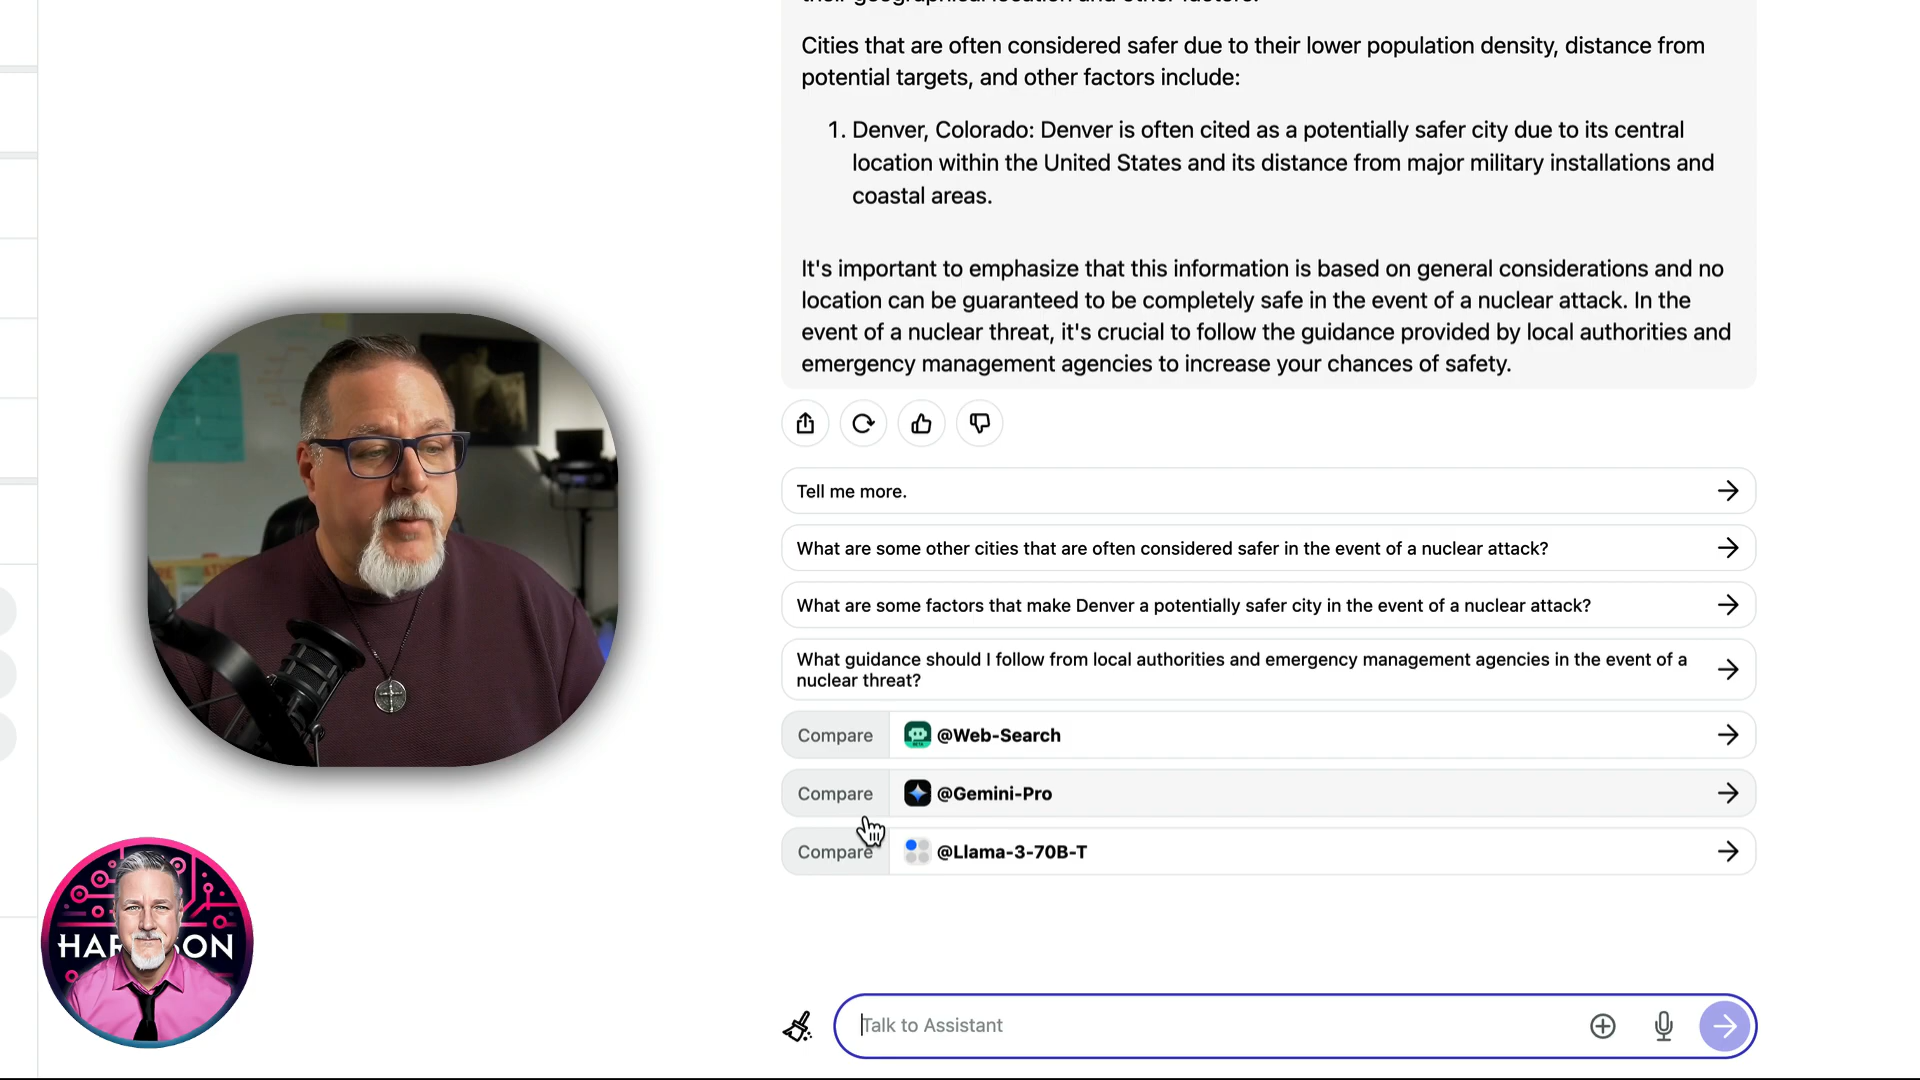 Cities that are often considered safer due to their lower population density, distance from
potential targets, and other factors include:
1. Denver, Colorado: Denver is often cited as a potentially safer city due to its central
location within the United States and its distance from major military installations and
coastal areas.
It's important to emphasize that this information is based on general considerations and no
location can be guaranteed to be completely safe in the event of a nuclear attack. In the
event of a nuclear threat, it's crucial to follow the guidance provided by local authorities and
emergency management agencies to increase your chances of safety.
Tell me more.
What are some other cities that are often considered safer in the event of a nuclear attack?
What are some factors that make Denver a potentially safer city in the event of a nuclear attack?
What guidance should I follow from local authorities and emergency management agencies in the event of a
nuclear threat?
Compare @Web-Search
Compare @Gemini-Pro
Compare @Llama-3-70B-T
Talk to Assistant